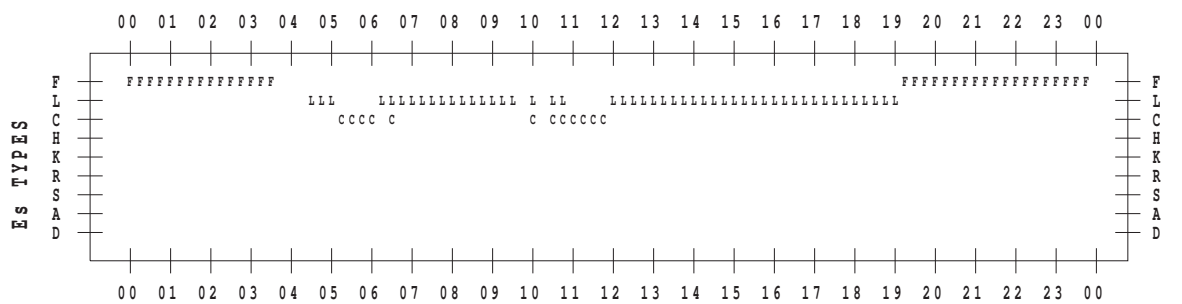 00 01 02 03 04 05 06 07 08 09 10 11 12 13 14 15 16 17 18 19 20 21 22 23 00
F FFFFFFFFFFFFFFF FFFFFFFFFFFFFFFFFFF F
L LLL LLLLLLLLLLLLLL L LL LLLLLLLLLLLLLLLLLLLLLLLLLLLLL L
C CCCC C C CCCCCC C
H H
K K
R R
S S
A A
D D
Es TYPES
00 01 02 03 04 05 06 07 08 09 10 11 12 13 14 15 16 17 18 19 20 21 22 23 00